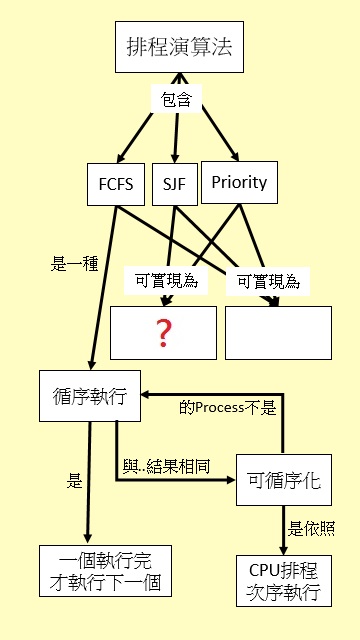 排程演算法
包含
FCFS
SJF
Priority
是一種
可實現為
可實現為
?
循序執行
的Process不是
與..結果相同
是
可循序化
是依照
一個執行完
才執行下一個
CPU排程
次序執行